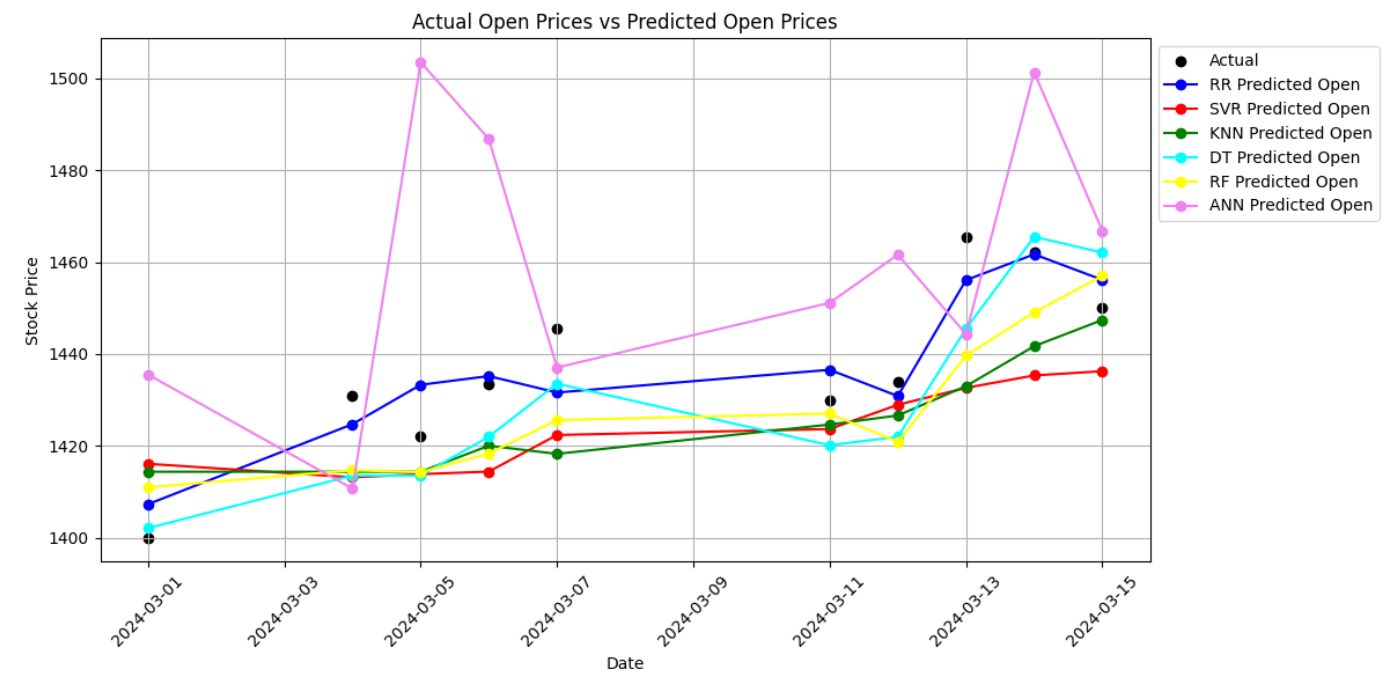 Actual Open Prices vs Predicted Open Prices
Stock Price
1500
1480
1460
1440
1420
1400
2024-03-01
2024-03-03
2024-03-05
2024-03-07
2024-03-09
2024-03-11
2024-03-13
2024-03-15
Date
Actual
RR Predicted Open
SVR Predicted Open
KNN Predicted Open
DT Predicted Open
RF Predicted Open
ANN Predicted Open